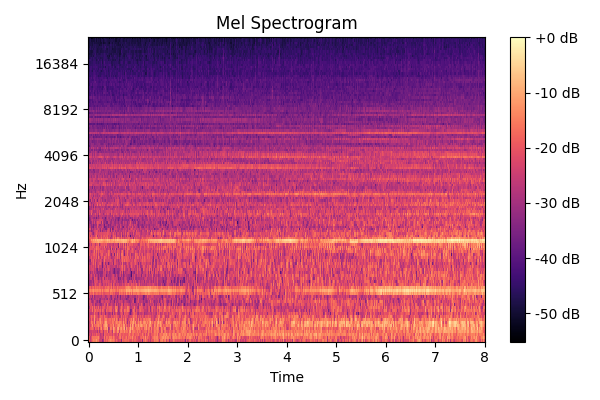 Mel Spectrogram
Hz
16384
8192
4096
2048
1024
512
0
0 1 2 3 4 5 6 7 8
Time
+0 dB
-10 dB
-20 dB
-30 dB
-40 dB
-50 dB